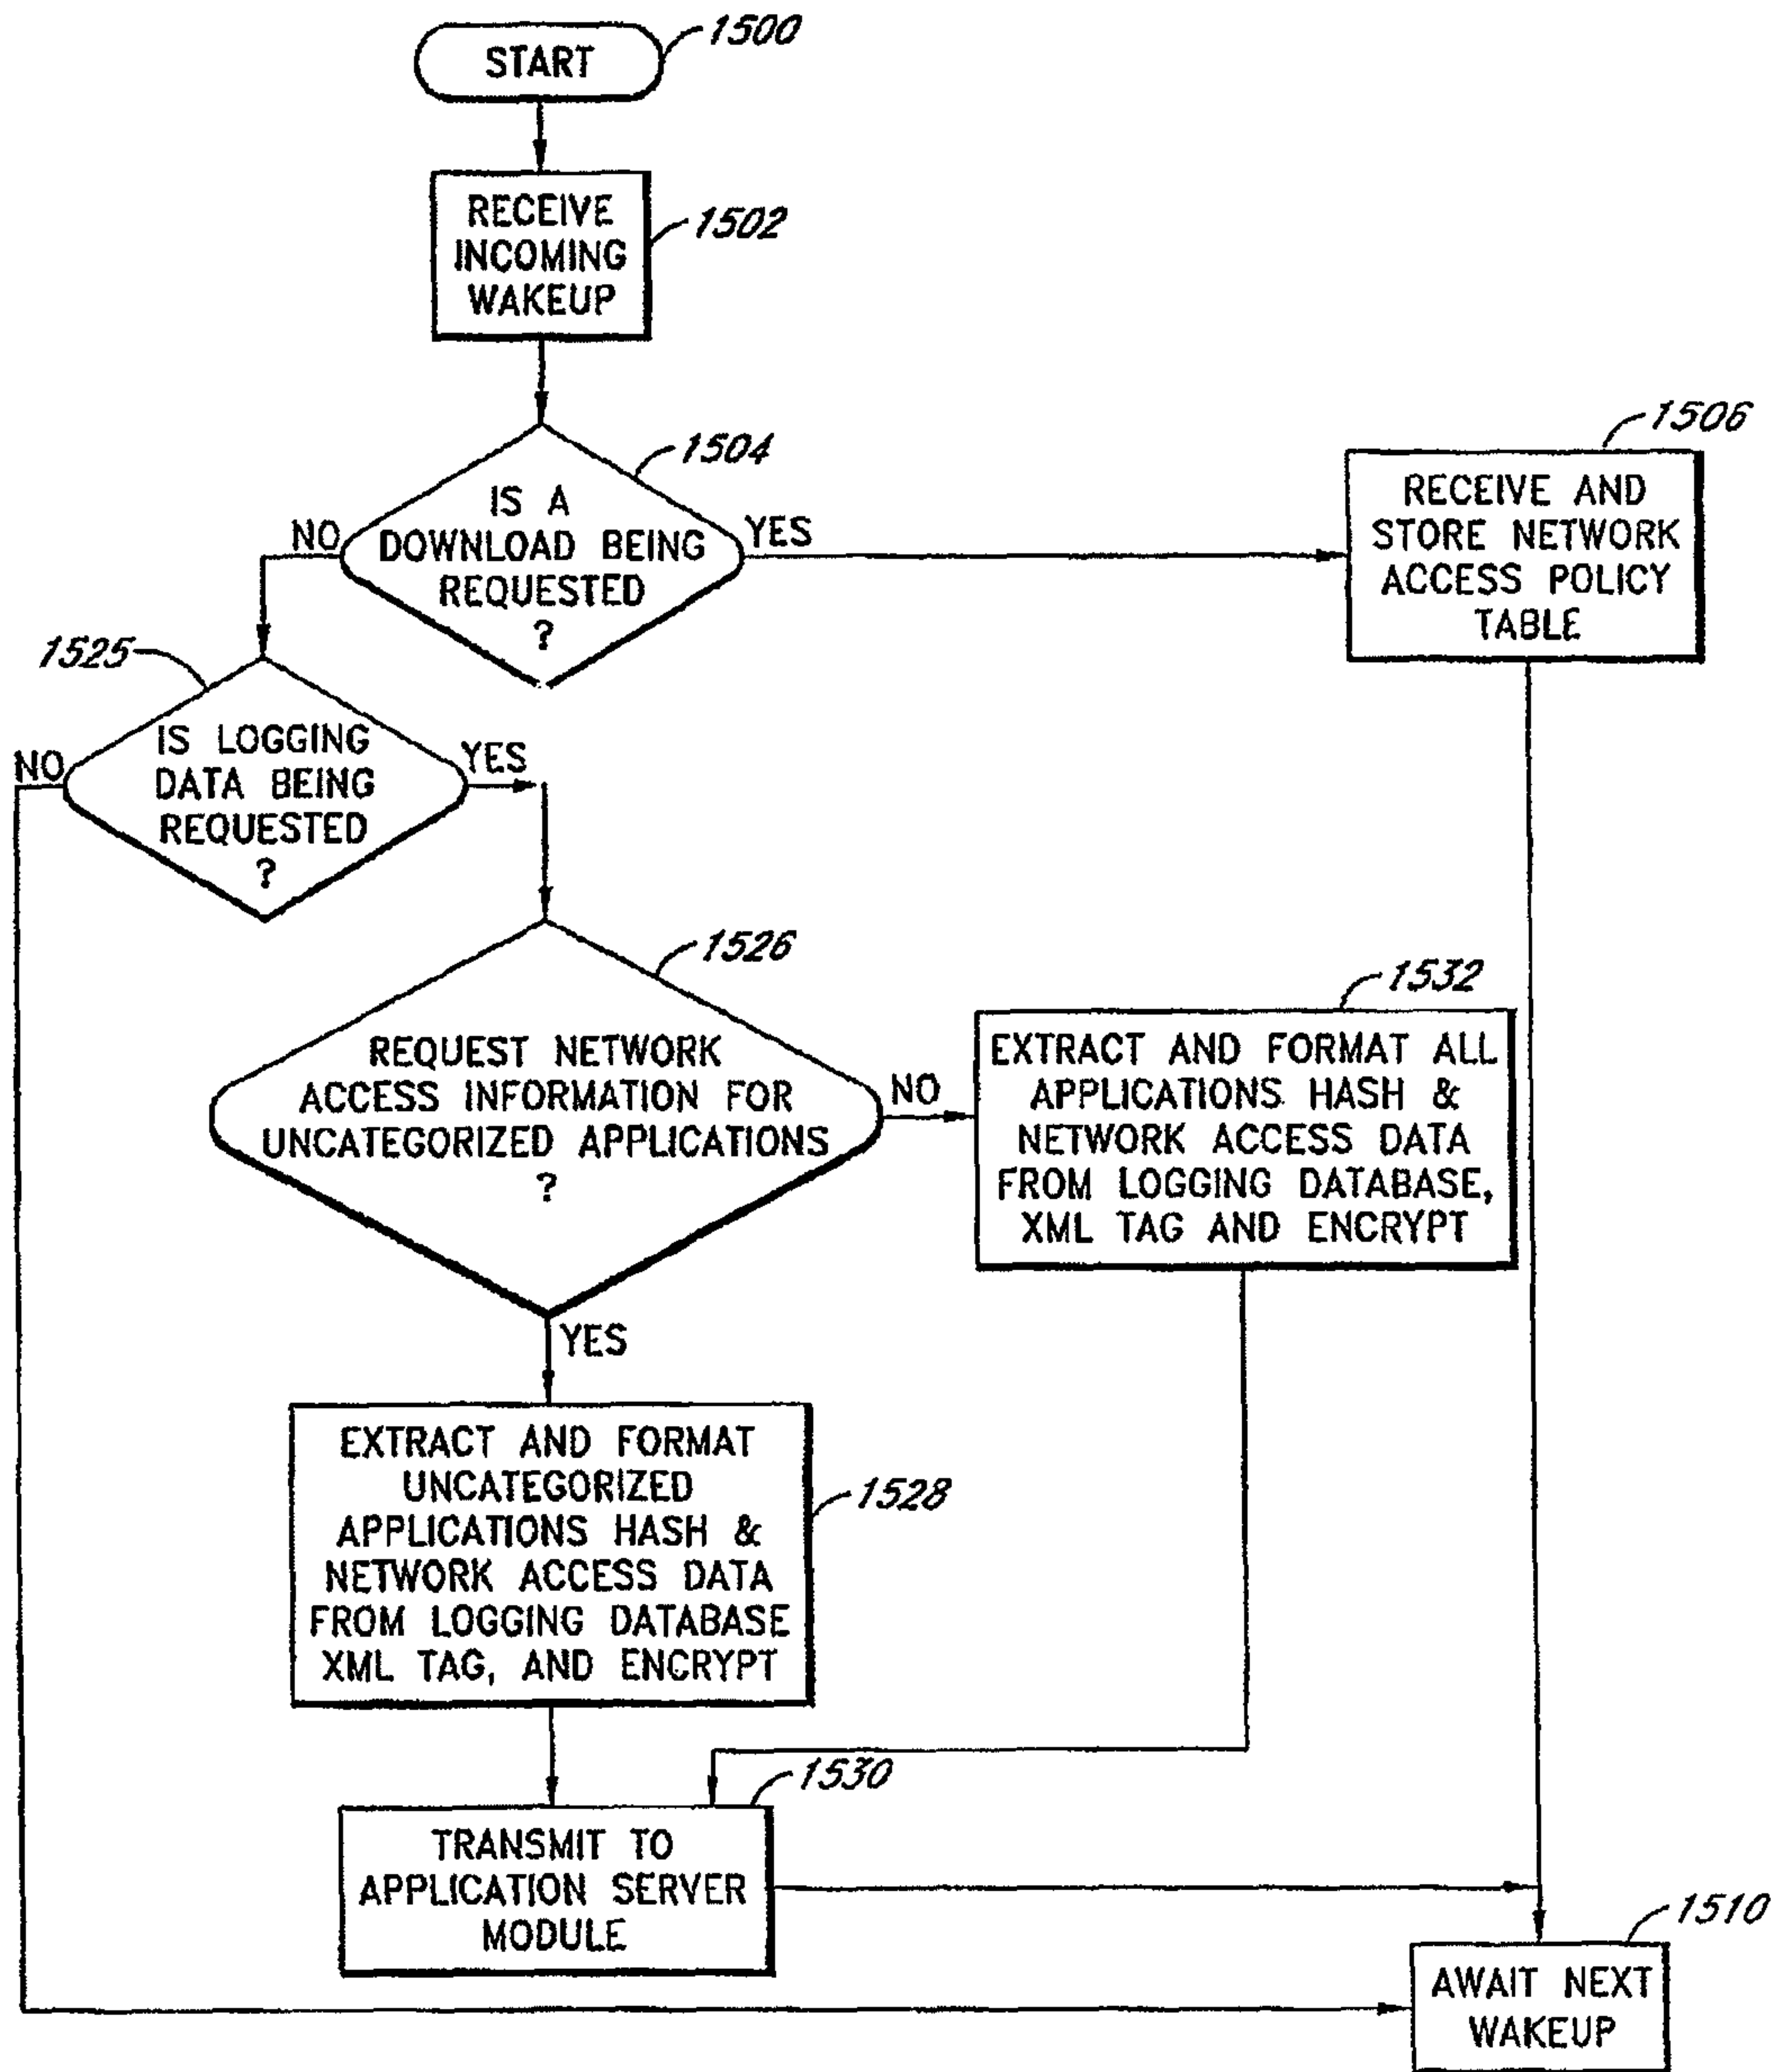 START
1500
RECEIVE
INCOMING
WAKEUP
1502
IS A
DOWNLOAD BEING
REQUESTED
?
1504
NO
YES
1506
RECEIVE AND
STORE NETWORK
ACCESS POLICY
TABLE
1525
IS LOGGING
DATA BEING
REQUESTED
?
NO
YES
1526
REQUEST NETWORK
ACCESS INFORMATION FOR
UNCATEGORIZED APPLICATIONS
?
NO
YES
1532
EXTRACT AND FORMAT ALL
APPLICATIONS HASH &
NETWORK ACCESS DATA
FROM LOGGING DATABASE,
XML TAG AND ENCRYPT
EXTRACT AND FORMAT
UNCATEGORIZED
APPLICATIONS HASH &
NETWORK ACCESS DATA
FROM LOGGING DATABASE
XML TAG, AND ENCRYPT
1528
1530
TRANSMIT TO
APPLICATION SERVER
MODULE
1510
AWAIT NEXT
WAKEUP